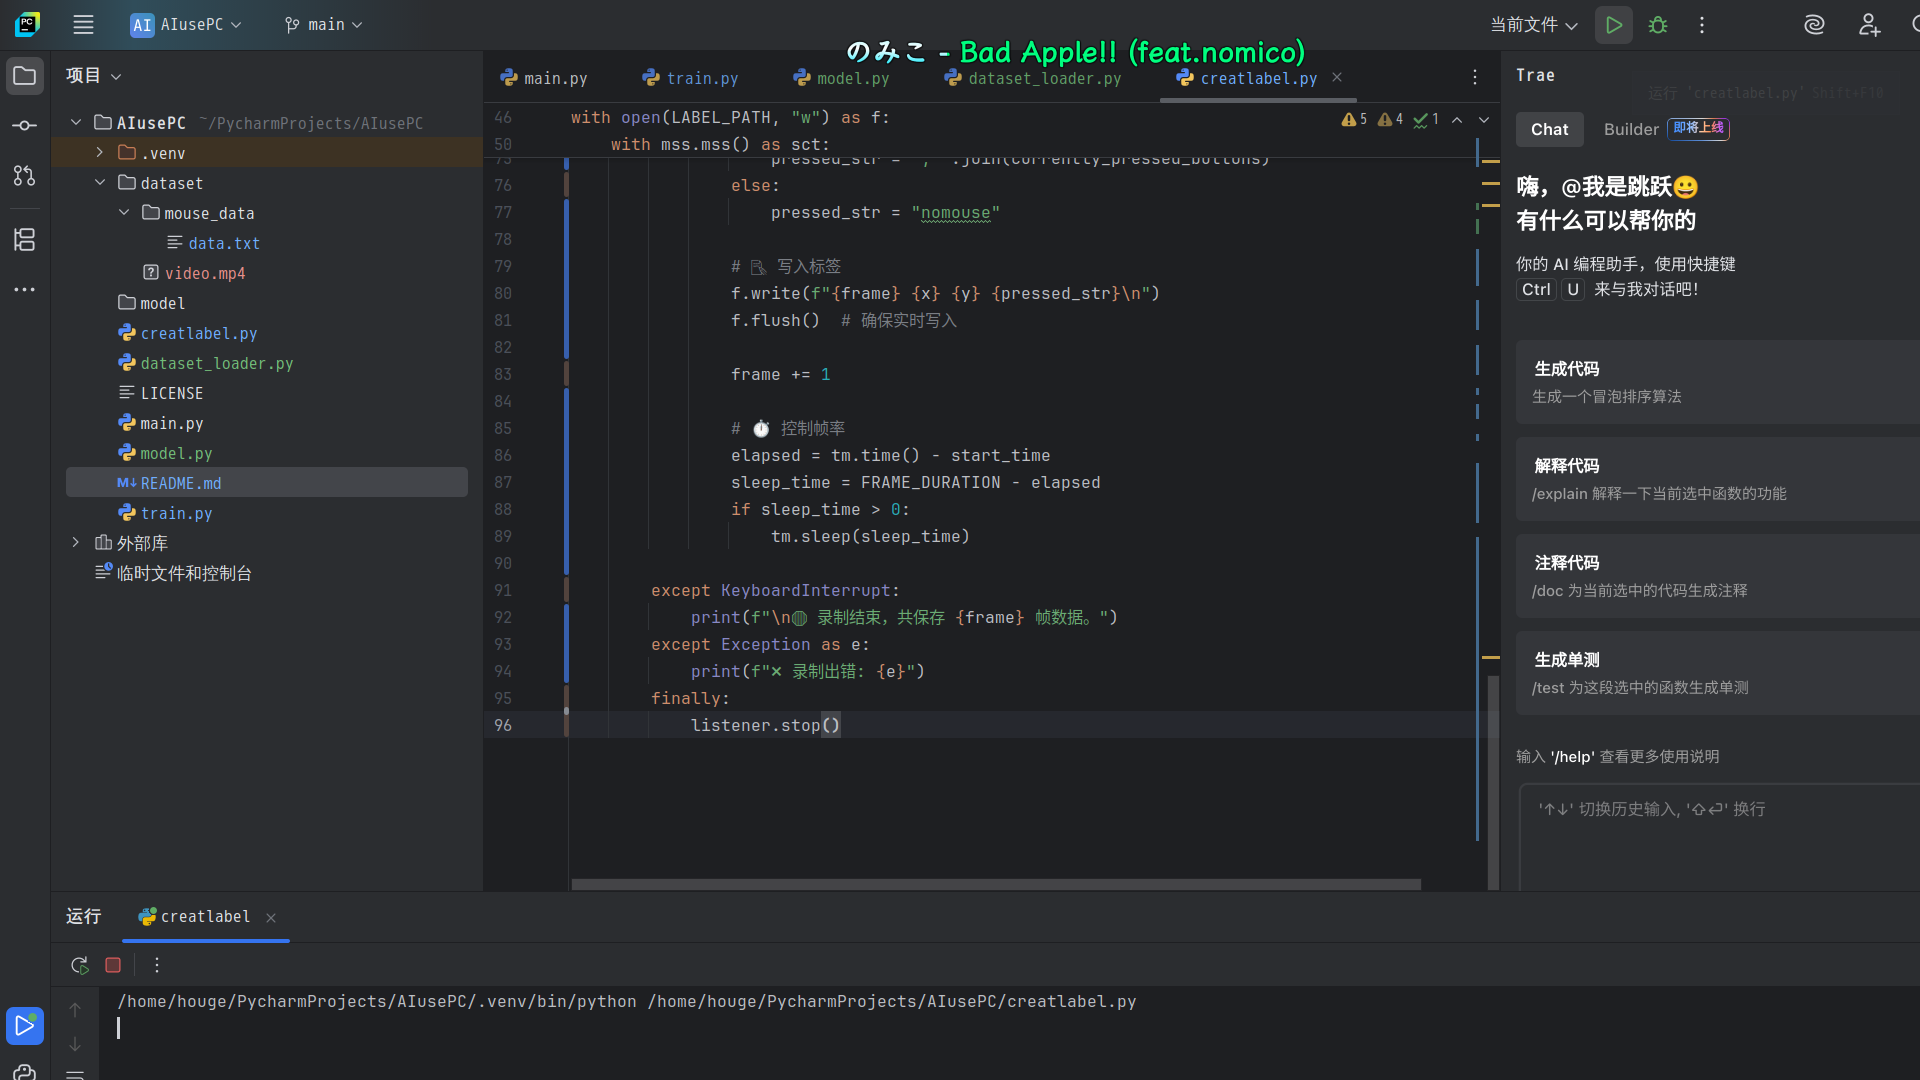 AI AIusePC main
当前文件
のみこ - Bad Apple!! (feat.nomico)
项目
AIusePC ~/PycharmProjects/AIusePC
.venv
dataset
mouse_data
data.txt
video.mp4
model
creatlabel.py
dataset_loader.py
LICENSE
main.py
model.py
README.md
train.py
外部库
临时文件和控制台
main.py train.py model.py dataset_loader.py creatlabel.py
5 4 1
46 with open(LABEL_PATH, "w") as f:
50 with mss.mss() as sct:
75 pressed_str = ",".join(currently_pressed_buttons)
76 else:
77 pressed_str = "nomouse"
78
79 # 写入标签
80 f.write(f"{frame} {x} {y} {pressed_str}\n")
81 f.flush() # 确保实时写入
82
83 frame += 1
84
85 # ⏱️ 控制帧率
86 elapsed = tm.time() - start_time
87 sleep_time = FRAME_DURATION - elapsed
88 if sleep_time > 0:
89 tm.sleep(sleep_time)
90
91 except KeyboardInterrupt:
92 print(f"\n 录制结束，共保存 {frame} 帧数据。")
93 except Exception as e:
94 print(f"❌ 录制出错: {e}")
95 finally:
96 listener.stop()
Trae
运行 'creatlabel.py' Shift+F10
Chat Builder 即将上线
嗨，@我是跳跃😀
有什么可以帮你的
你的 AI 编程助手，使用快捷键
Ctrl U 来与我对话吧！
生成代码
生成一个冒泡排序算法
解释代码
/explain 解释一下当前选中函数的功能
注释代码
/doc 为当前选中的代码生成注释
生成单测
/test 为这段选中的函数生成单测
输入 '/help' 查看更多使用说明
'↑↓' 切换历史输入, '⇧⏎' 换行
运行 creatlabel
/home/houge/PycharmProjects/AIusePC/.venv/bin/python /home/houge/PycharmProjects/AIusePC/creatlabel.py